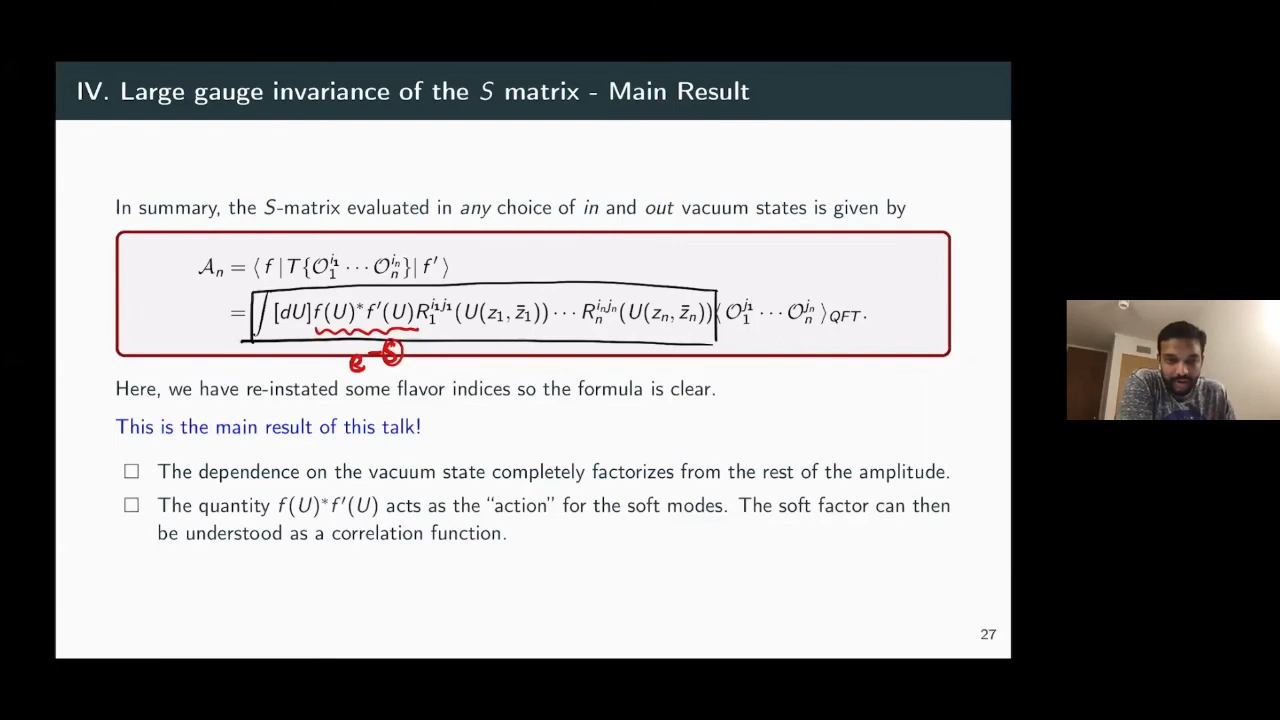 IV. Large gauge invariance of the S matrix - Main Result
In summary, the S-matrix evaluated in any choice of in and out vacuum states is given by
𝒜ₙ = ⟨ f | T{𝒪₁^{i₁} ··· 𝒪ₙ^{iₙ}}| f′ ⟩
= ∫ [dU]f(U)*f′(U)R₁^{i₁j₁}(U(z₁, z̄₁)) ··· Rₙ^{iₙjₙ}(U(zₙ, z̄ₙ))⟨ 𝒪₁^{j₁} ··· 𝒪ₙ^{jₙ} ⟩_{QFT}.
e^{-S}
Here, we have re-instated some flavor indices so the formula is clear.
This is the main result of this talk!
□ The dependence on the vacuum state completely factorizes from the rest of the amplitude.
□ The quantity f(U)*f′(U) acts as the “action” for the soft modes. The soft factor can then
be understood as a correlation function.
27